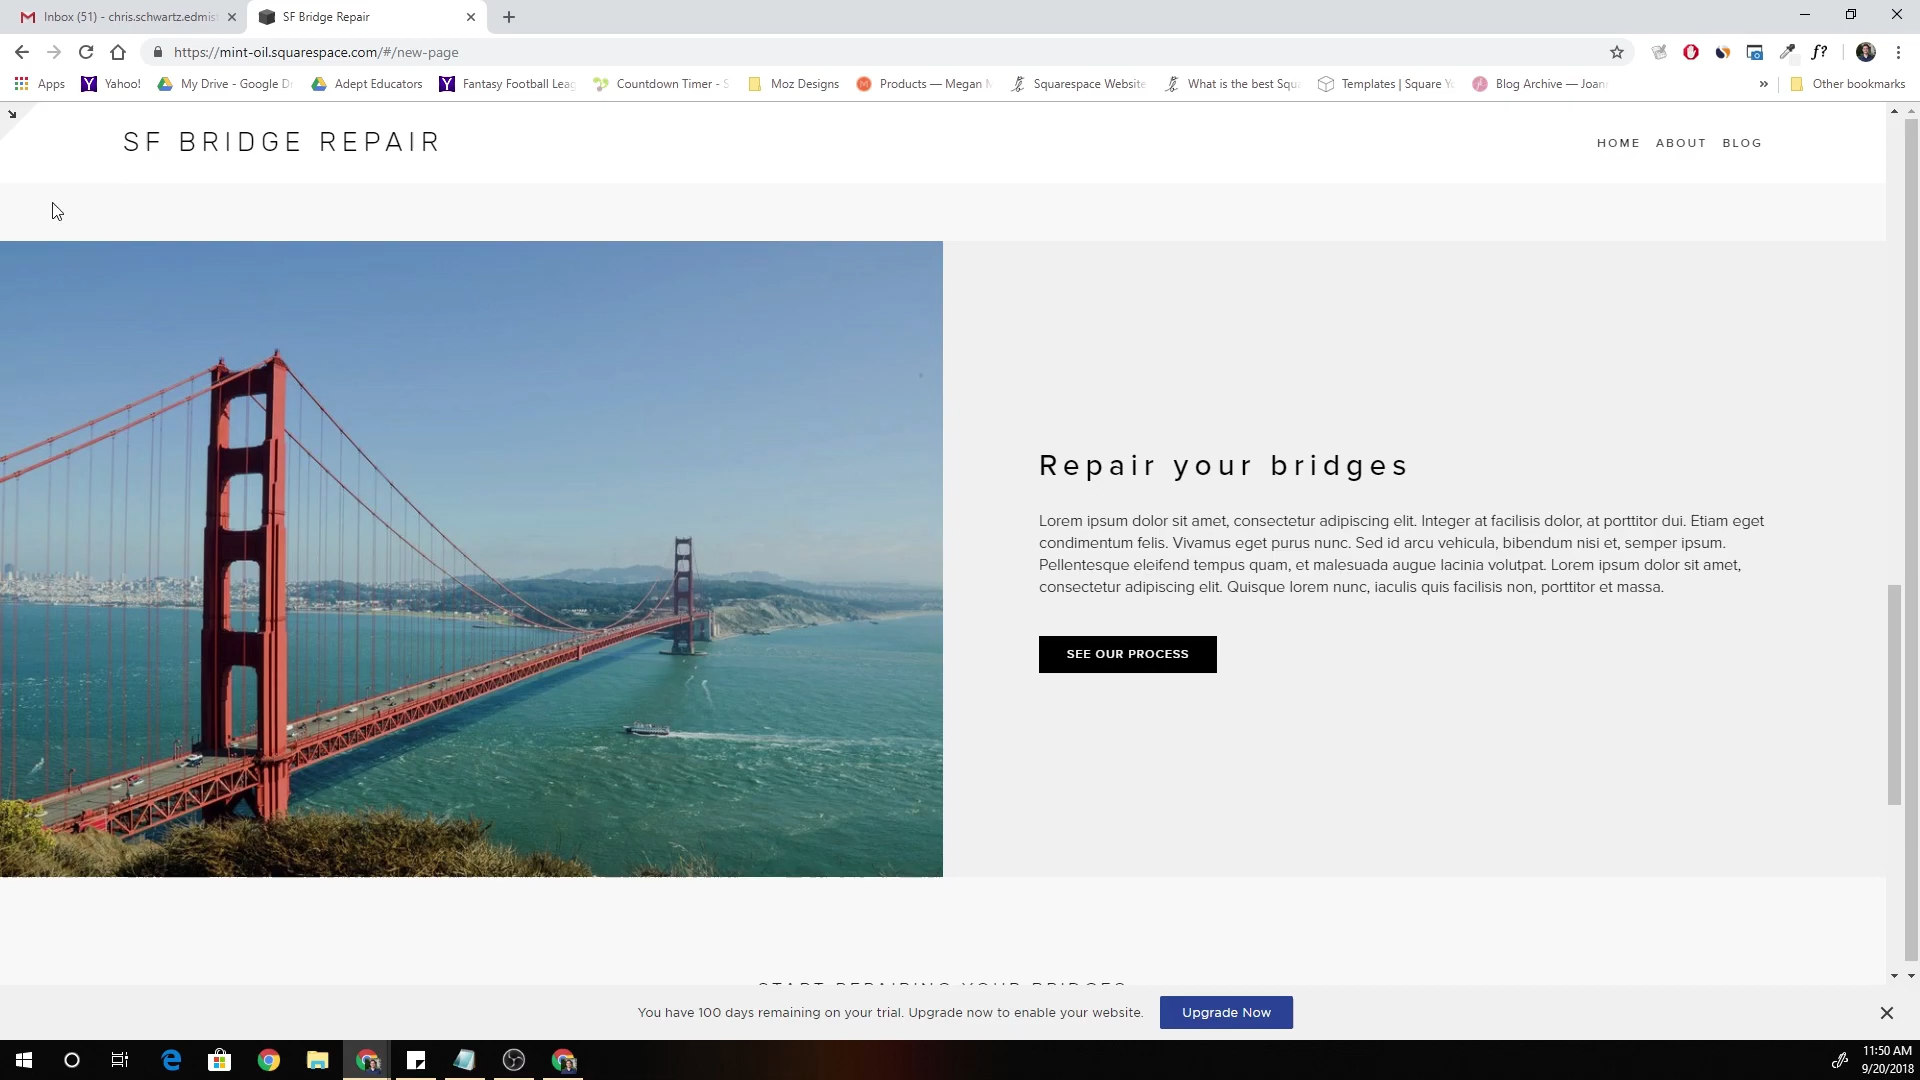 Inbox (51) - chris.schwartz.edmis
SF Bridge Repair
https://mint-oil.squarespace.com/#/new-page
f?
Apps
Yahoo!
My Drive - Google D
Adept Educators
Fantasy Football Leag
Countdown Timer - S
Moz Designs
Products — Megan M
Squarespace Website
What is the best Squ
Templates | Square Y
Blog Archive — Joan
»
Other bookmarks
SF BRIDGE REPAIR
HOME ABOUT BLOG
Repair your bridges
Lorem ipsum dolor sit amet, consectetur adipiscing elit. Integer at facilisis dolor, at porttitor dui. Etiam eget
condimentum felis. Vivamus eget purus nunc. Sed id arcu vehicula, bibendum nisi et, semper ipsum.
Pellentesque eleifend tempus quam, et malesuada augue lacinia volutpat. Lorem ipsum dolor sit amet,
consectetur adipiscing elit. Quisque lorem nunc, iaculis quis facilisis non, porttitor et massa.
SEE OUR PROCESS
START REPAIRING YOUR BRIDGES
You have 100 days remaining on your trial. Upgrade now to enable your website.
Upgrade Now
11:50 AM
9/20/2018